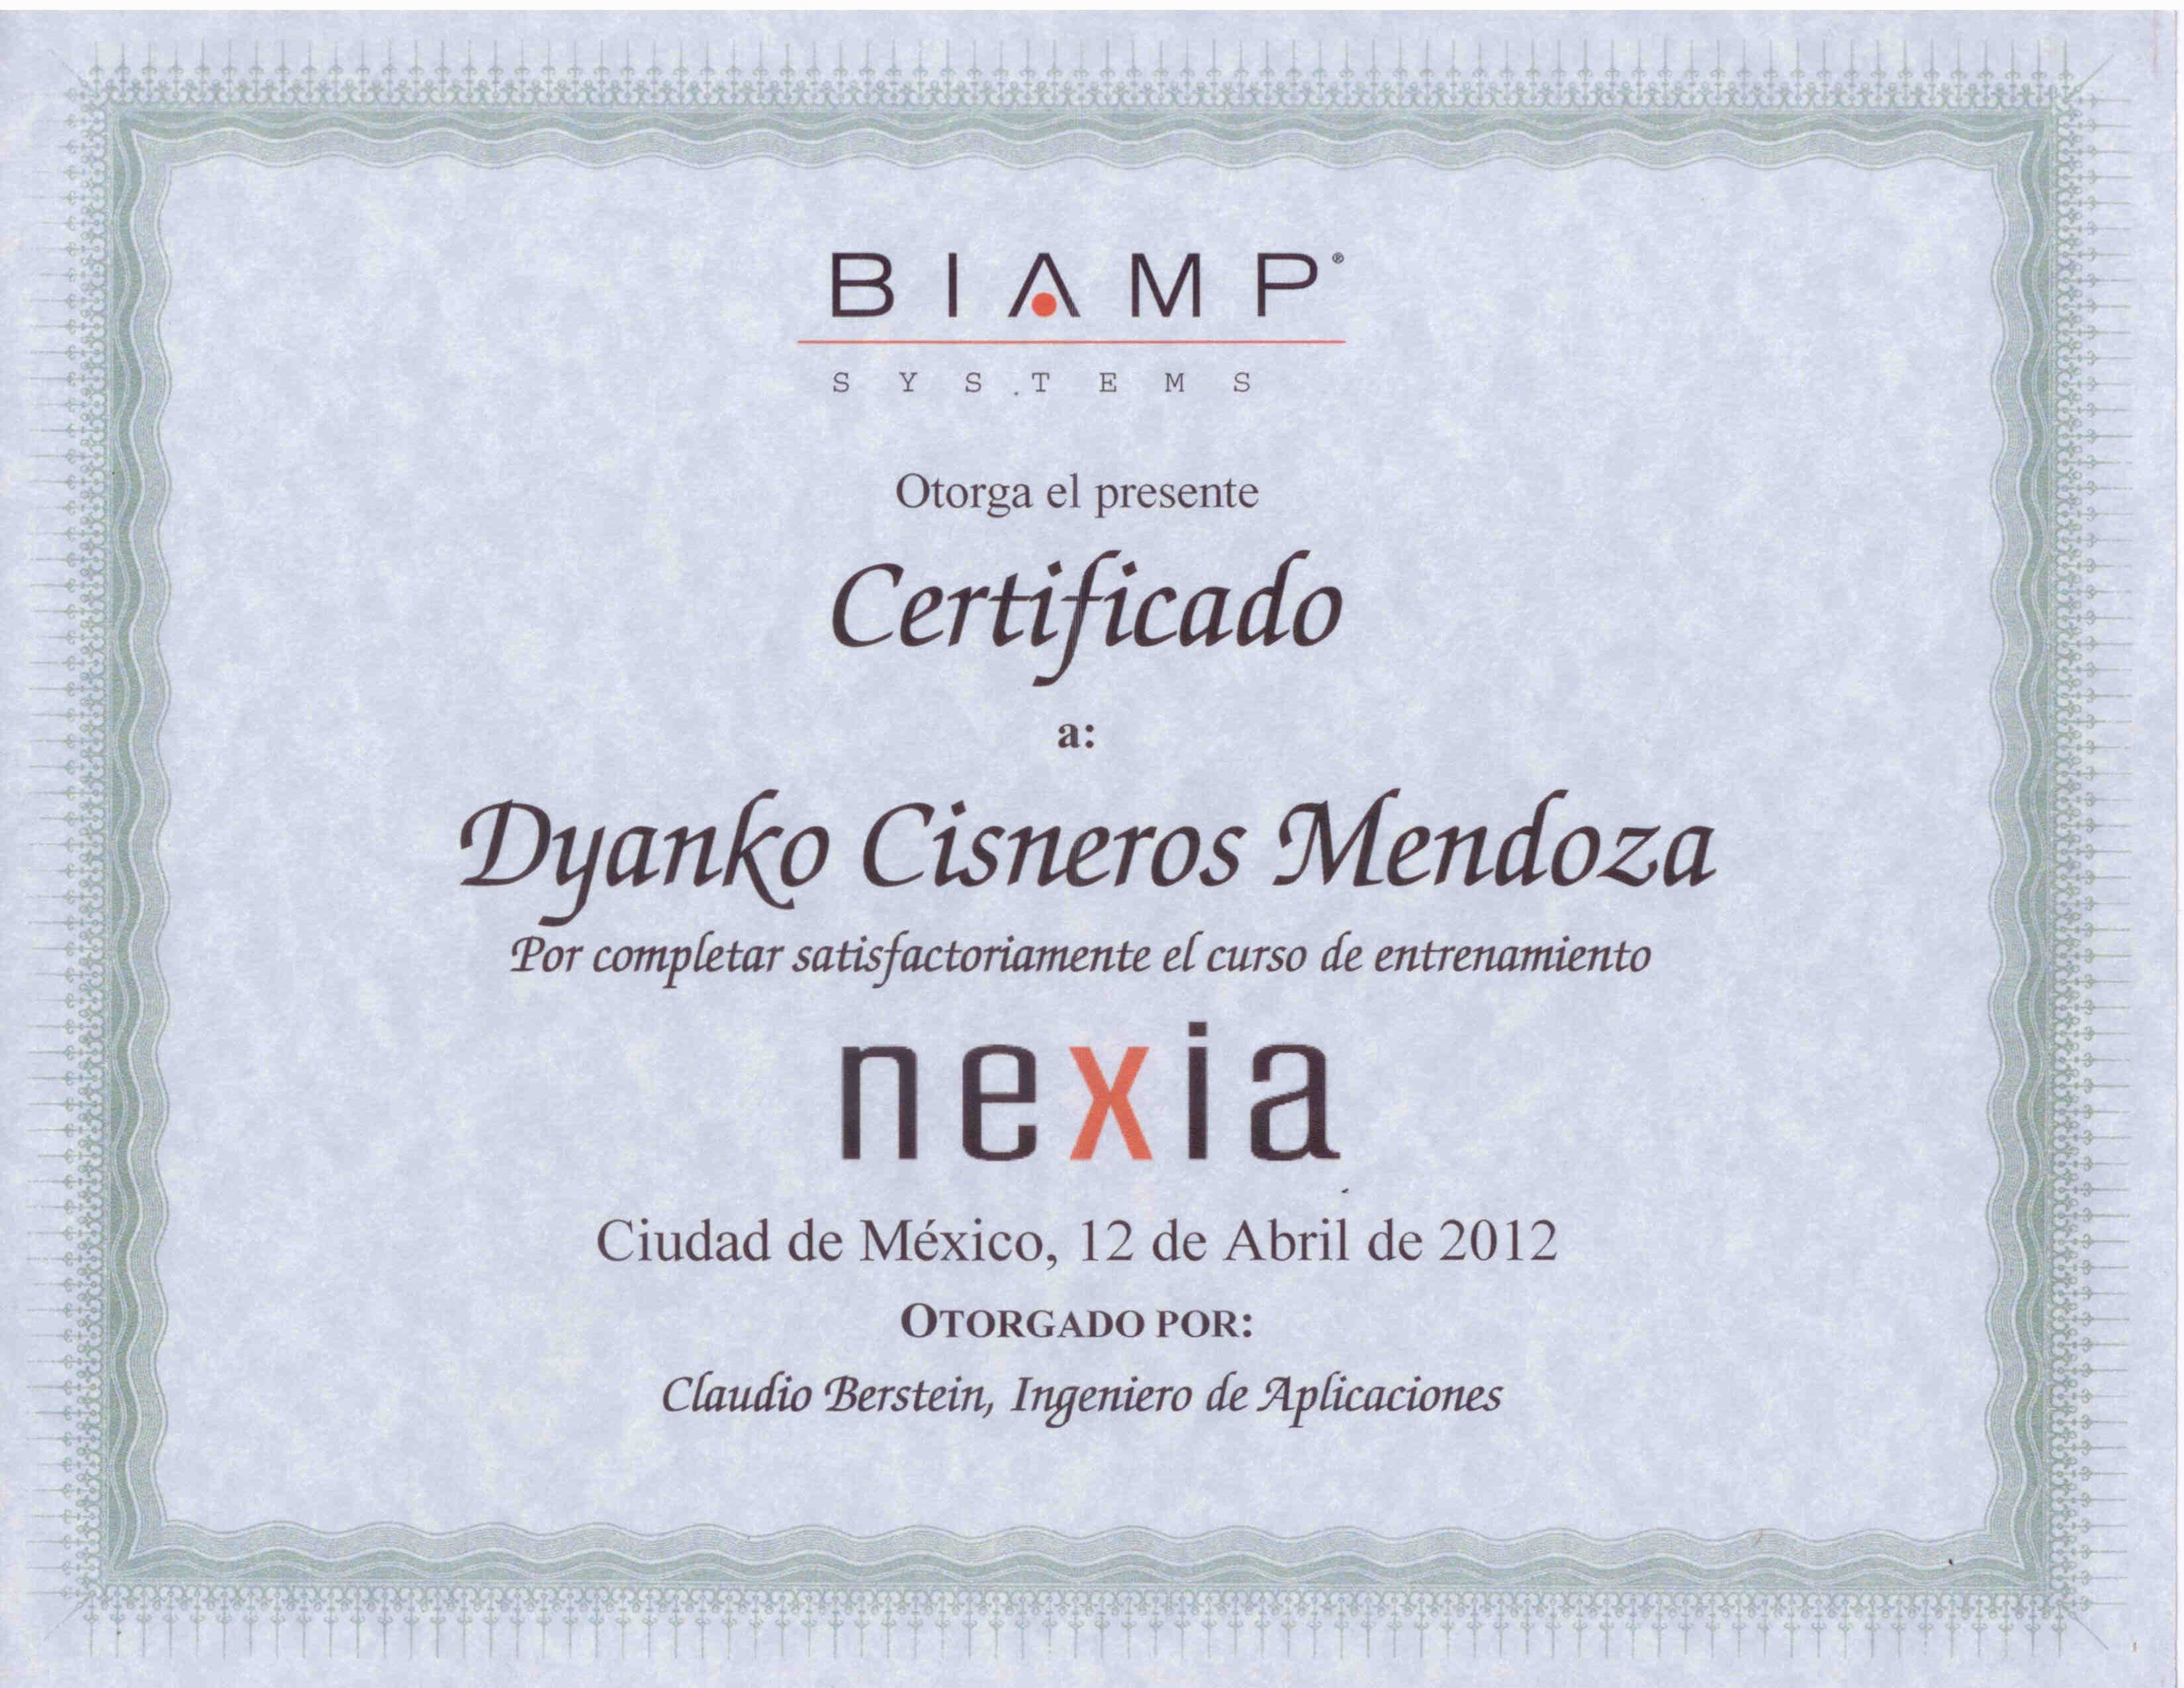 BIAMP®
SYSTEMS
Otorga el presente
Certificado
a:
Dyanko Cisneros Mendoza
Por completar satisfactoriamente el curso de entrenamiento
nexia
Ciudad de México, 12 de Abril de 2012
OTORGADO POR:
Claudio Berstein, Ingeniero de Aplicaciones